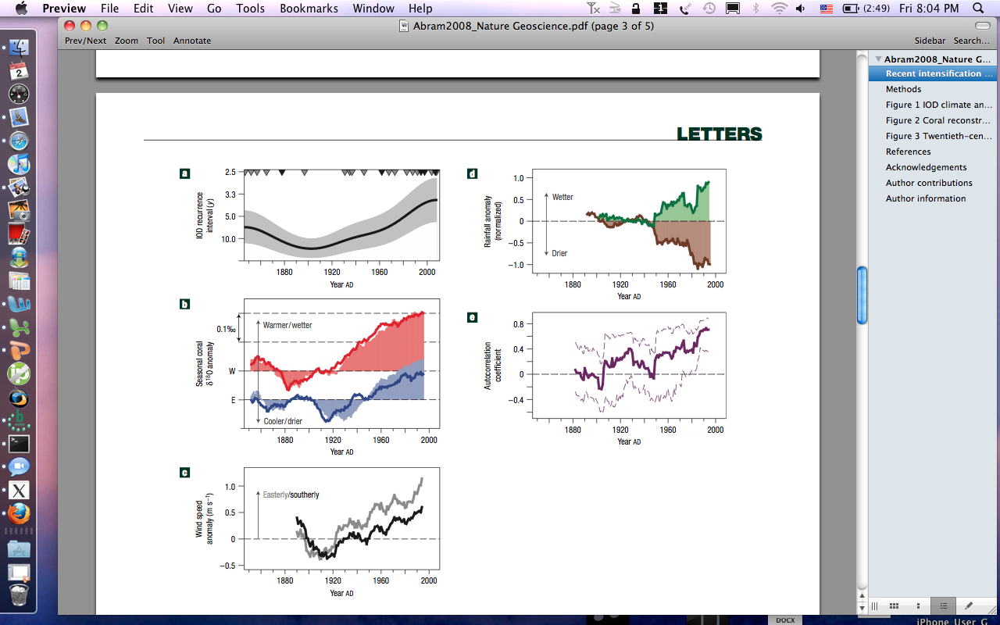 Preview File Edit View Go Tools Bookmarks Window Help
1 (2:49) Fri 8:04 PM
Abram2008_Nature Geoscience.pdf (page 3 of 5)
Prev/Next Zoom Tool Annotate Sidebar Search...
Abram2008_Nature G...
Recent intensification ...
Methods
Figure 1 IOD climate an...
Figure 2 Coral reconstr...
Figure 3 Twentieth-cen...
References
Acknowledgements
Author contributions
Author information
2
LETTERS
a
IOD recurrence
interval (y)
2.5
3.3
5.0
10.0
1880 1920 1960 2000
Year AD
b
Seasonal coral
δ18O anomaly
0.1‰
W
E
Warmer/wetter
Cooler/drier
1880 1920 1960 2000
Year AD
c
Wind speed
anomaly (m s−1)
1.0
0.5
0
−0.5
Easterly/southerly
1880 1920 1960 2000
Year AD
d
Rainfall anomaly
(normalized)
1.0
0.5
0
−0.5
−1.0
Wetter
Drier
1880 1920 1960 2000
Year AD
e
Autocorrelation
coefficient
0.8
0.4
0
−0.4
1880 1920 1960 2000
Year AD
DOCX
iPhone_User_G